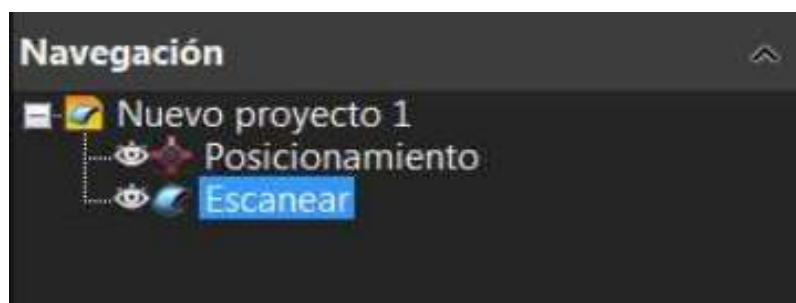 Navegación
Nuevo proyecto 1
Posicionamiento
Escanear